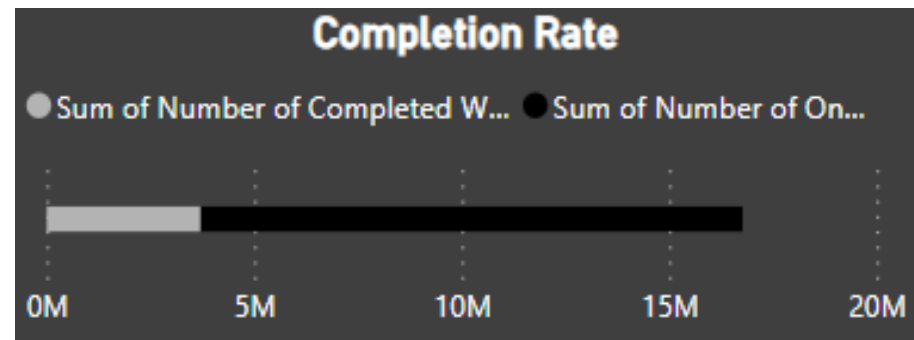 Completion Rate
Sum of Number of Completed W... Sum of Number of On...
0M 5M 10M 15M 20M